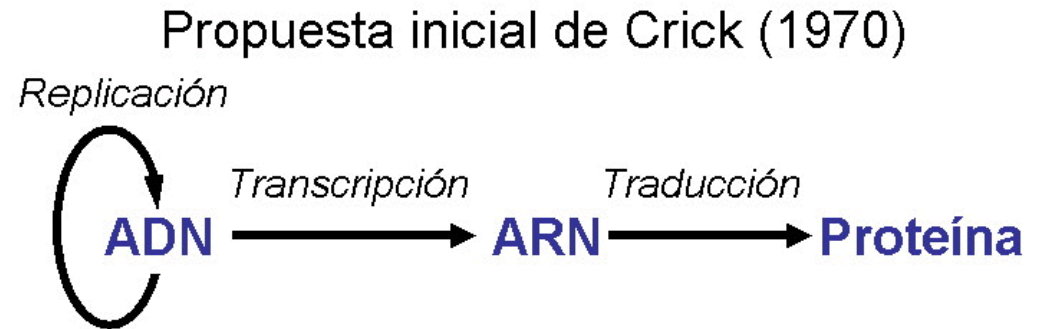 Propuesta inicial de Crick (1970)
Replicación
Transcripción
Traducción
ADN
ARN
Proteína